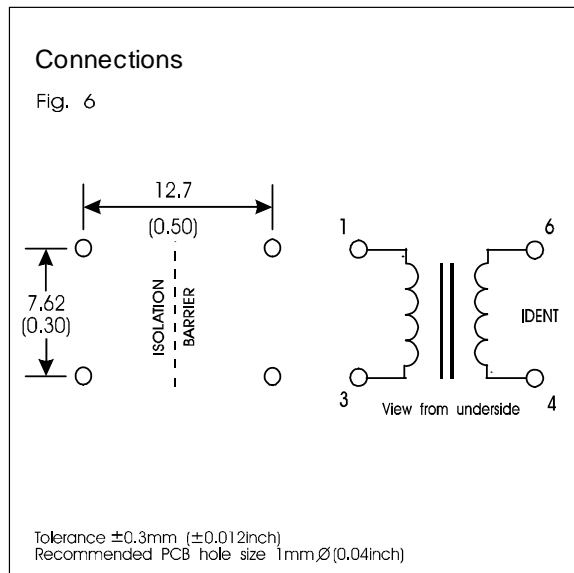 Connections
Fig. 6
12.7
(0.50)
7.62
(0.30)
ISOLATION
BARRIER
1
6
IDENT
3
4
View from underside
Tolerance ±0.3mm (±0.012inch)
Recommended PCB hole size 1mmØ(0.04inch)